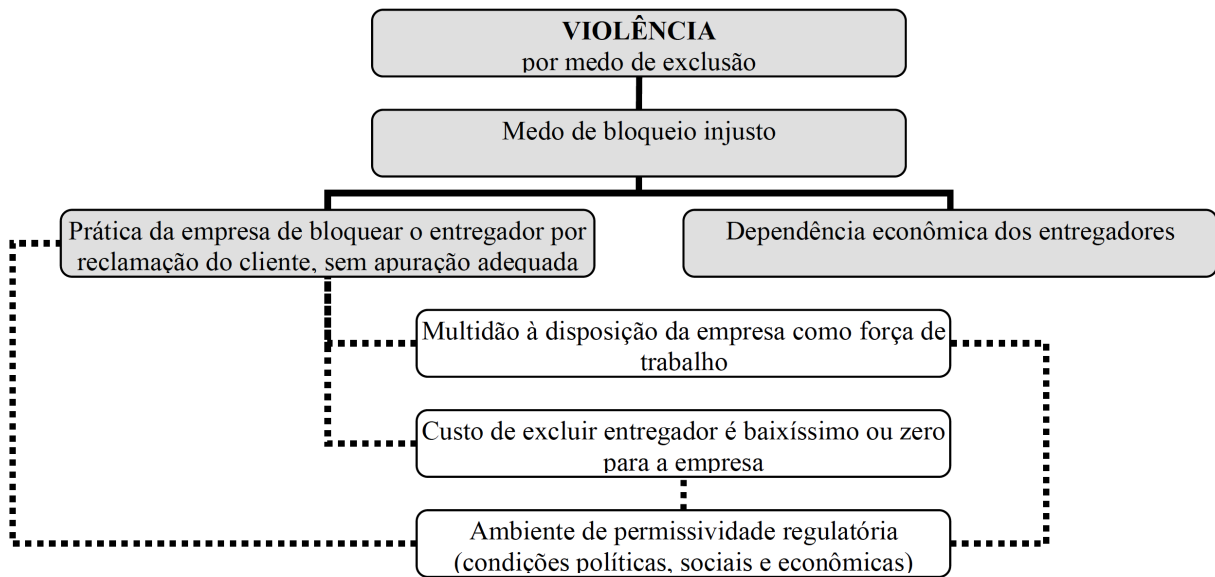 VIOLÊNCIA
por medo de exclusão
Medo de bloqueio injusto
Prática da empresa de bloquear o entregador por
reclamação do cliente, sem apuração adequada
Dependência econômica dos entregadores
Multidão à disposição da empresa como força de
trabalho
Custo de excluir entregador é baixíssimo ou zero
para a empresa
Ambiente de permissividade regulatória
(condições políticas, sociais e econômicas)